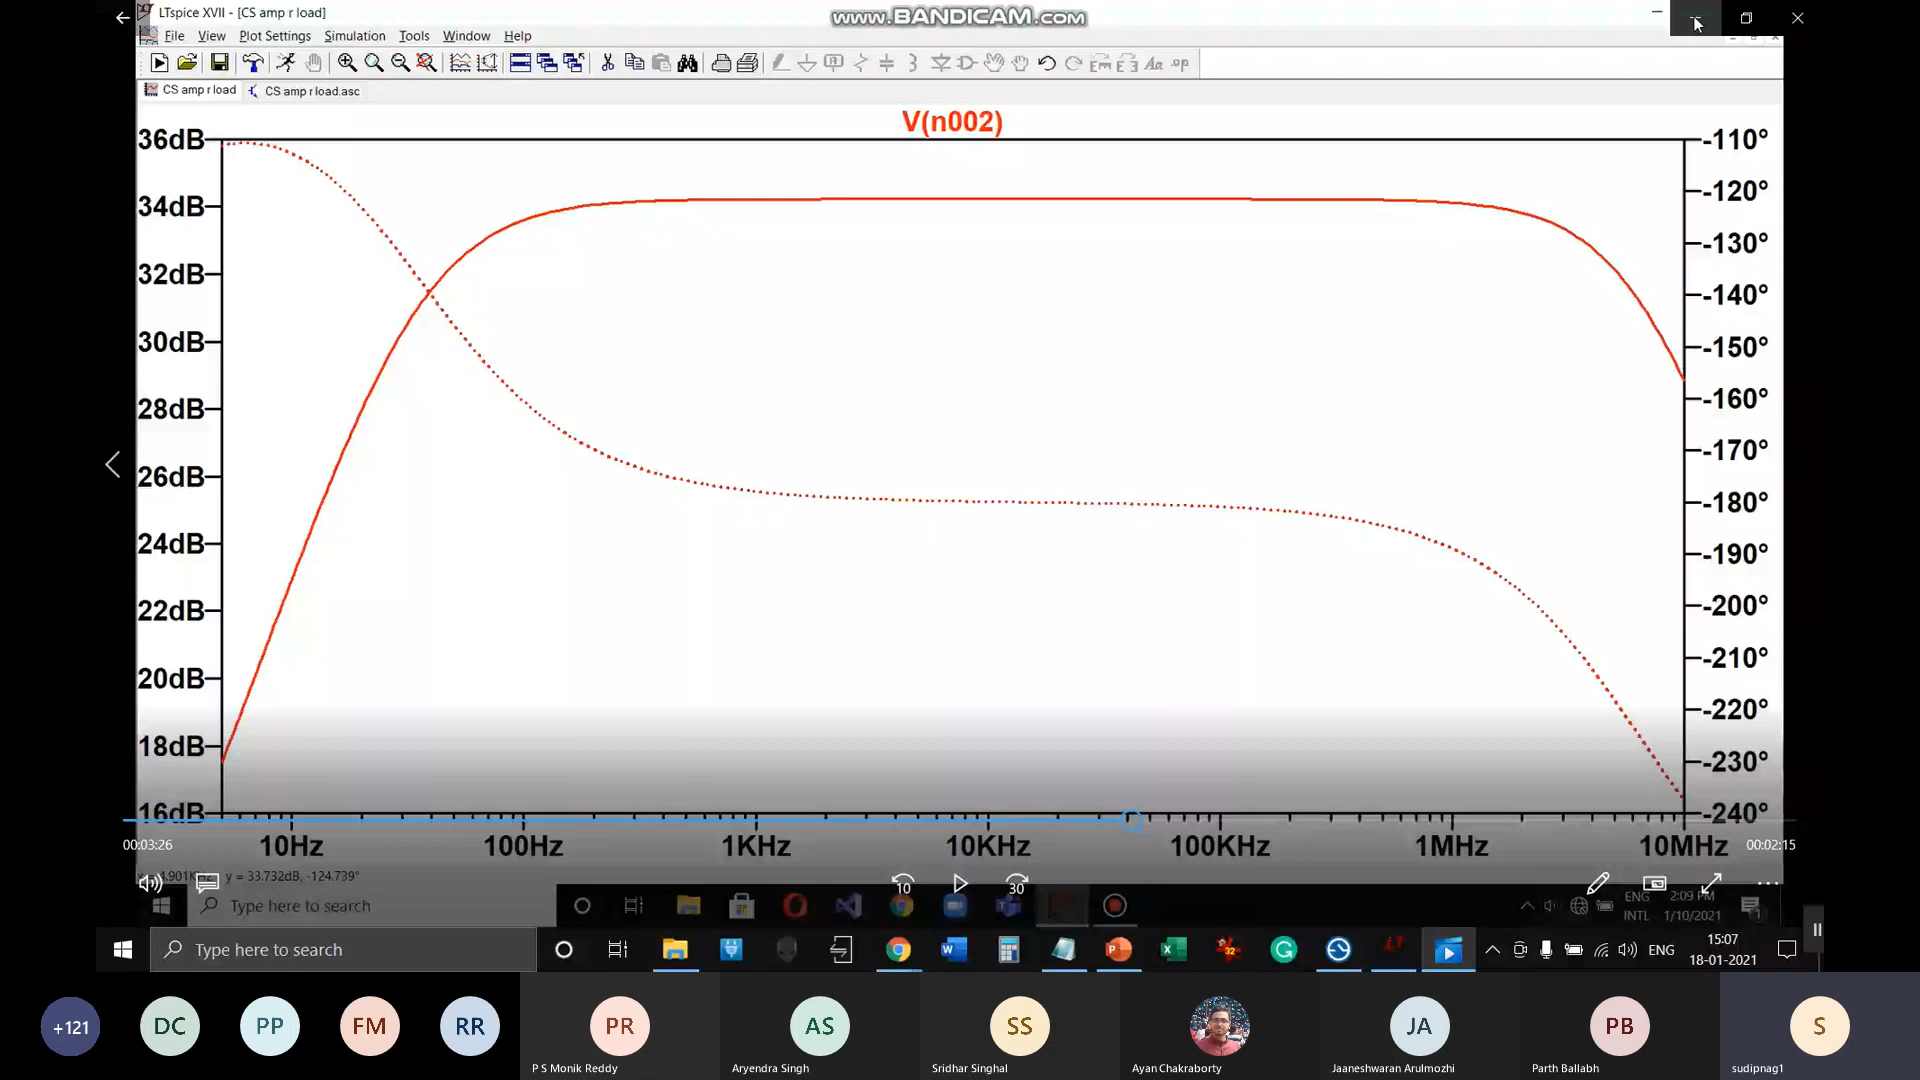 LTspice XVII - [CS amp r load]
www.BANDICAM.com
File View Plot Settings Simulation Tools Window Help
CS amp r load CS amp r load.asc
V(n002)
36dB
34dB
32dB
30dB
28dB
26dB
24dB
22dB
20dB
18dB
16dB
-110°
-120°
-130°
-140°
-150°
-160°
-170°
-180°
-190°
-200°
-210°
-220°
-230°
-240°
10Hz 100Hz 1KHz 10KHz 100KHz 1MHz 10MHz
00:03:26 00:02:15
y = 33.732dB, -124.739°
10 30
Type here to search
ENG 2:09 PM
INTL 1/10/2021
Type here to search
ENG
15:07
18-01-2021
+121 DC PP FM RR PR AS SS JA PB S
P S Monik Reddy Aryendra Singh Sridhar Singhal Ayan Chakraborty Jaaneshwaran Arulmozhi Parth Ballabh sudipnag1